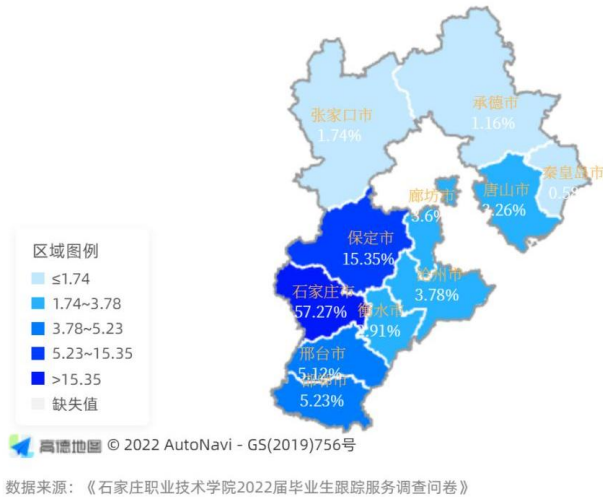 承德市
1.16%
张家口市
1.74%
秦皇岛市
唐山市
廊坊市
保定市
15.35%
沧州市
3.78%
石家庄市
57.27%
衡水市
邢台市
5.12%
邯郸市
5.23%
区域图例
≤1.74
1.74~3.78
3.78~5.23
5.23~15.35
>15.35
缺失值
高德地图 © 2022 AutoNavi - GS(2019)756号
数据来源：《石家庄职业技术学院2022届毕业生跟踪服务调查问卷》